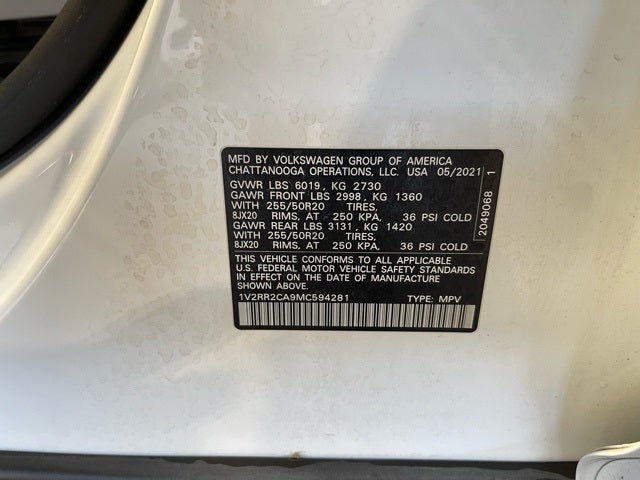 MFD BY VOLKSWAGEN GROUP OF AMERICA
CHATTANOOGA OPERATIONS, LLC. USA 05/2021
GVWR LBS 6019, KG 2730
GAWR FRONT LBS 2998, KG 1360
WITH 255/50R20 TIRES,
8JX20 RIMS, AT 250 KPA, 36 PSI COLD
GAWR REAR LBS 3131, KG 1420
WITH 255/50R20 TIRES,
8JX20 RIMS, AT 250 KPA, 36 PSI COLD
THIS VEHICLE CONFORMS TO ALL APPLICABLE
U.S. FEDERAL MOTOR VEHICLE SAFETY STANDARDS
IN EFFECT ON THE DATE OF MANUFACTURE
SHOWN ABOVE.
1V2RR2CA9MC594281 TYPE: MPV
2049068 1